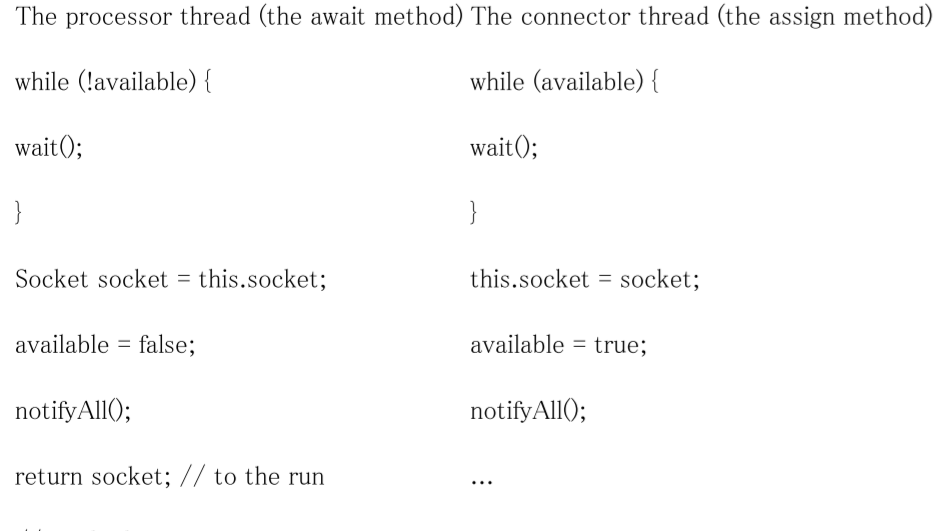 The processor thread (the await method) The connector thread (the assign method)
while (!available) { while (available) {
wait(); wait();
} }
Socket socket = this.socket; this.socket = socket;
available = false; available = true;
notifyAll(); notifyAll();
return socket; // to the run ...